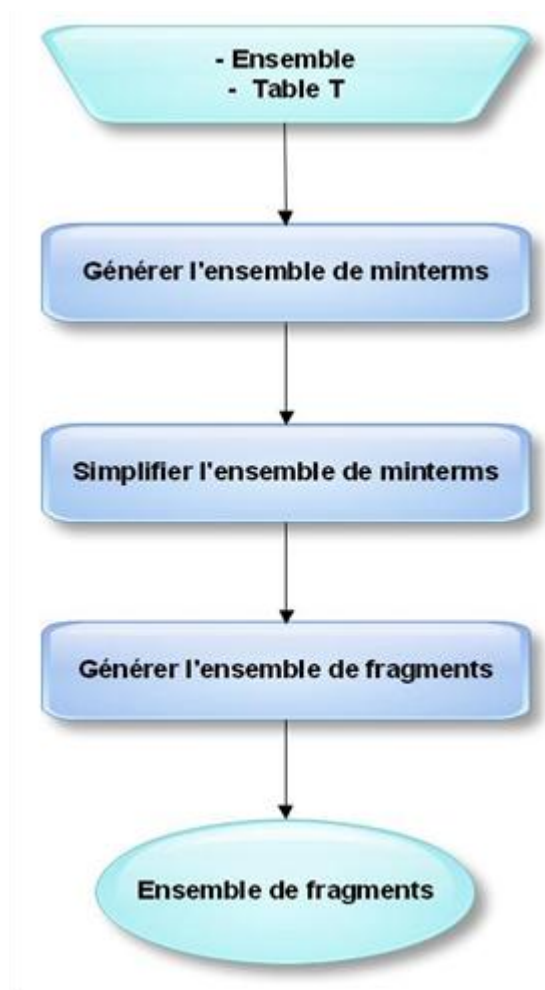 - Ensemble
- Table T
Générer l'ensemble de minterms
Simplifier l'ensemble de minterms
Générer l'ensemble de fragments
Ensemble de fragments